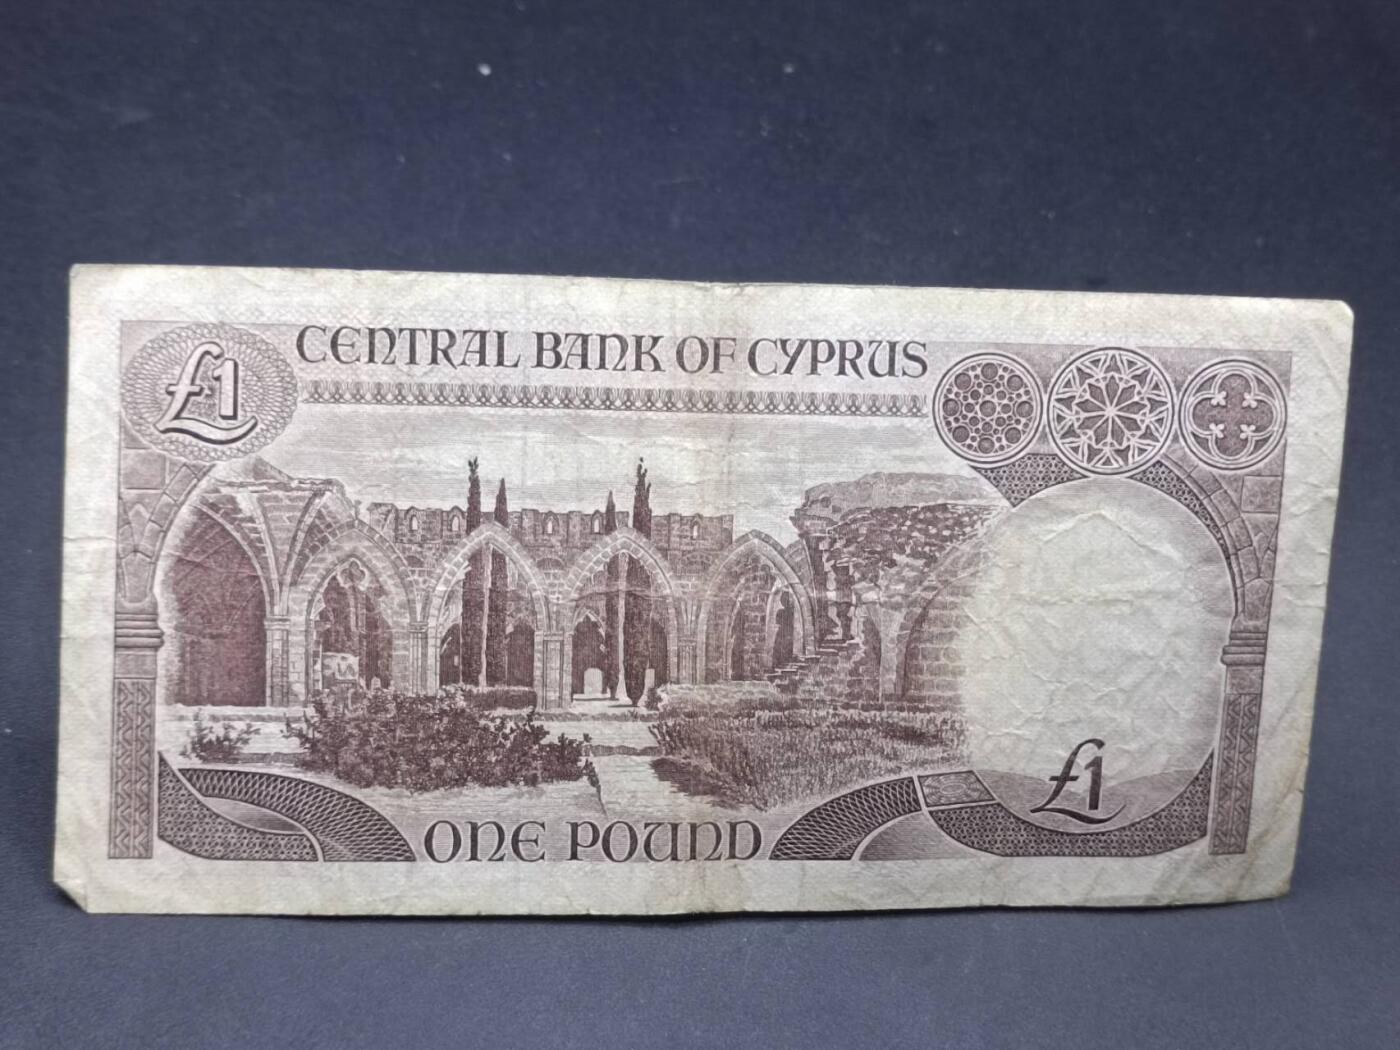 £1
CENTRAL BANK OF CYPRUS
£1
ONE POUND